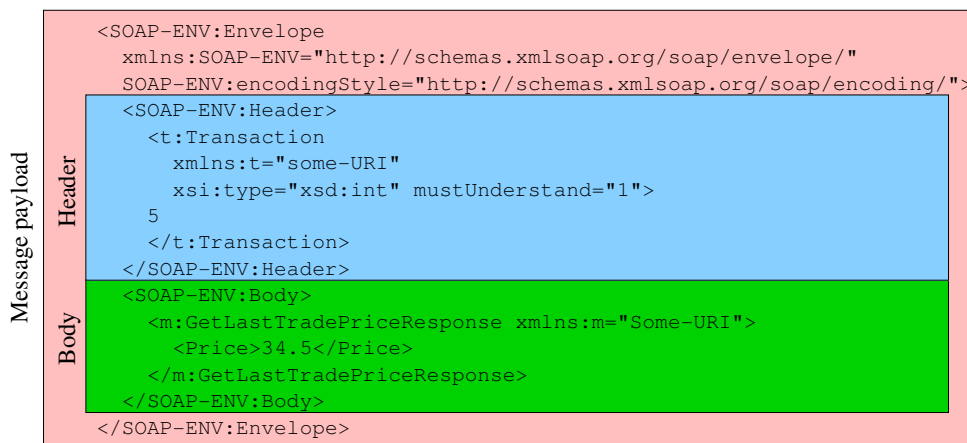 <SOAP-ENV:Envelope
xmlns:SOAP-ENV="http://schemas.xmlsoap.org/soap/envelope/"
SOAP-ENV:encodingStyle="http://schemas.xmlsoap.org/soap/encoding/">
<SOAP-ENV:Header>
<t:Transaction
xmlns:t="some-URI"
xsi:type="xsd:int" mustUnderstand="1">
5
</t:Transaction>
</SOAP-ENV:Header>
<SOAP-ENV:Body>
<m:GetLastTradePriceResponse xmlns:m="Some-URI">
<Price>34.5</Price>
</m:GetLastTradePriceResponse>
</SOAP-ENV:Body>
</SOAP-ENV:Envelope>
Message payload
Header
Body